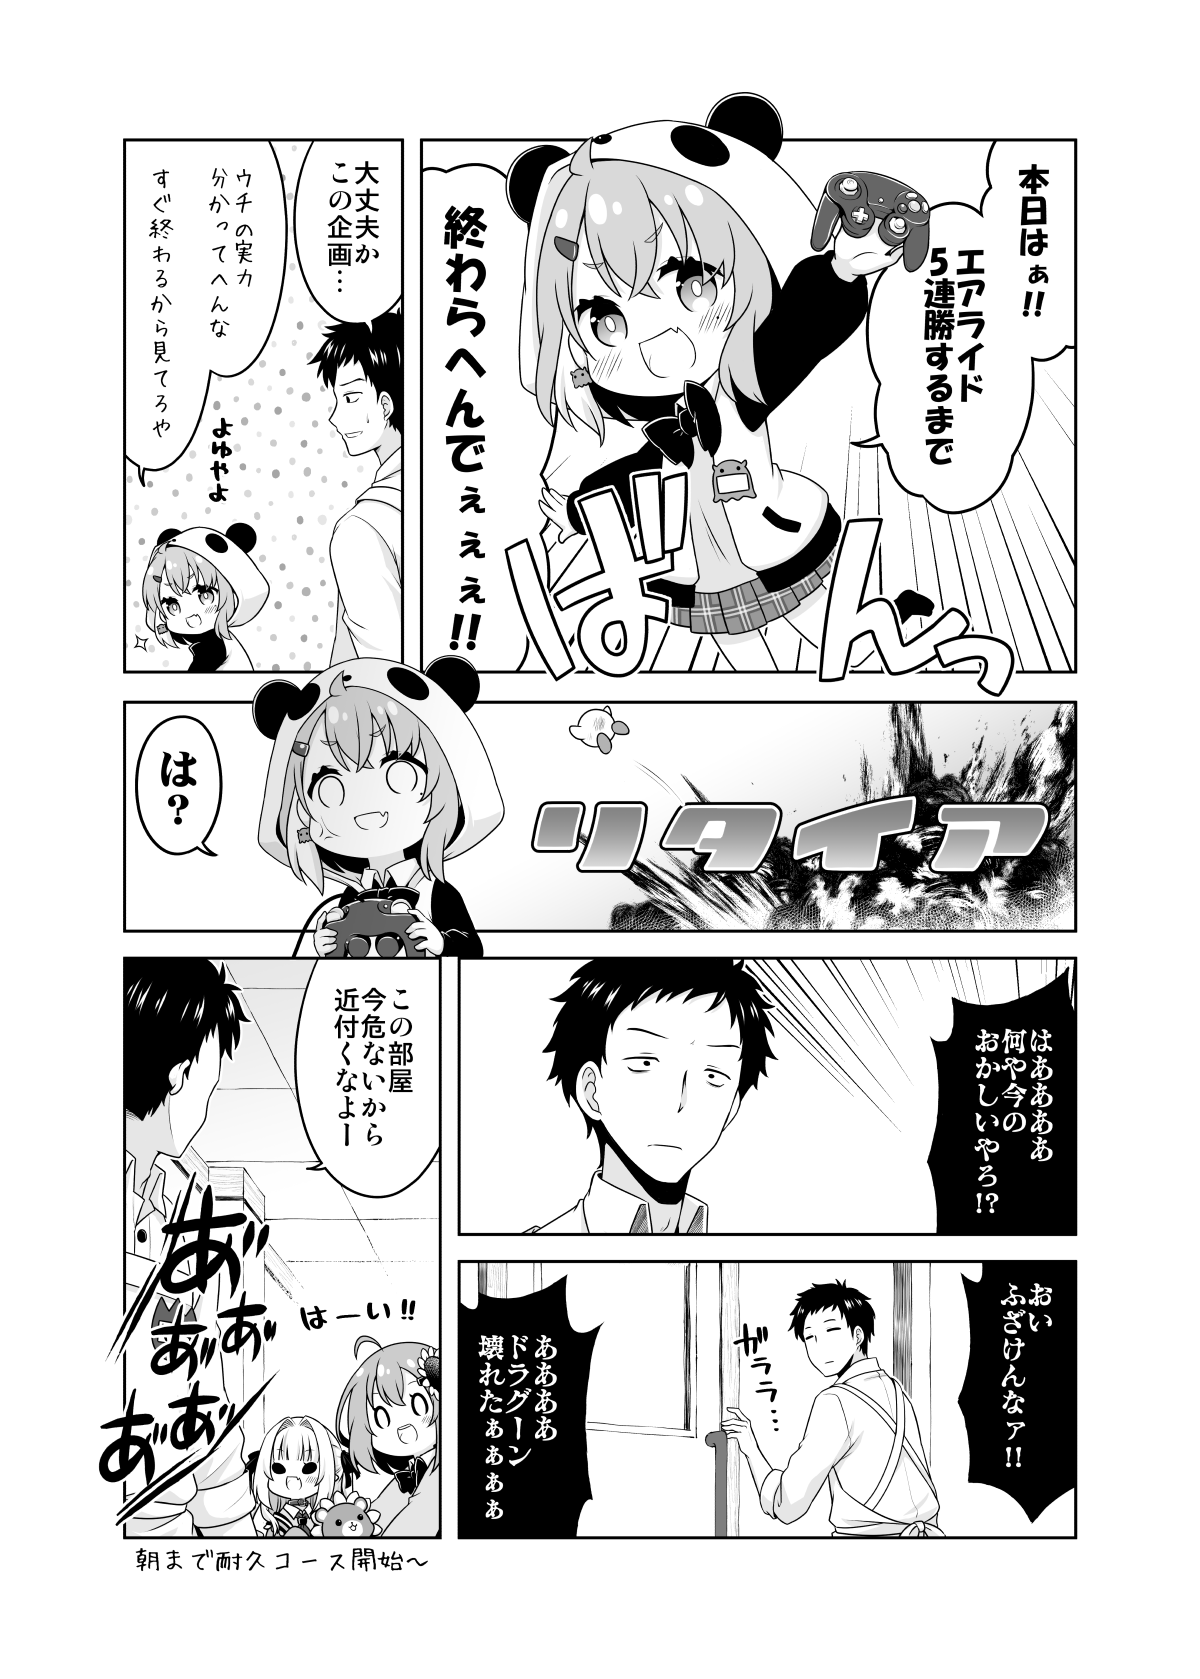 本日はぁ!!
エアライド
5連勝するまで
終わらへんでぇぇぇ!!
ばんっ
大丈夫か
この企画…
ウチの実力
分かってへんな
すぐ終わるから見てろや
よゆやよ
リタイア
は?
はああああ
何や今の
おかしいやろ!?
おい
ふざけんなァ!!
ガララ…
ああああ
ドラグーン
壊れたぁぁぁぁ
この部屋
今危ないから
近付くなよー
あ゛
あ゛あ゛
あ゛あ゛
はーい!!
朝まで耐久コース開始～